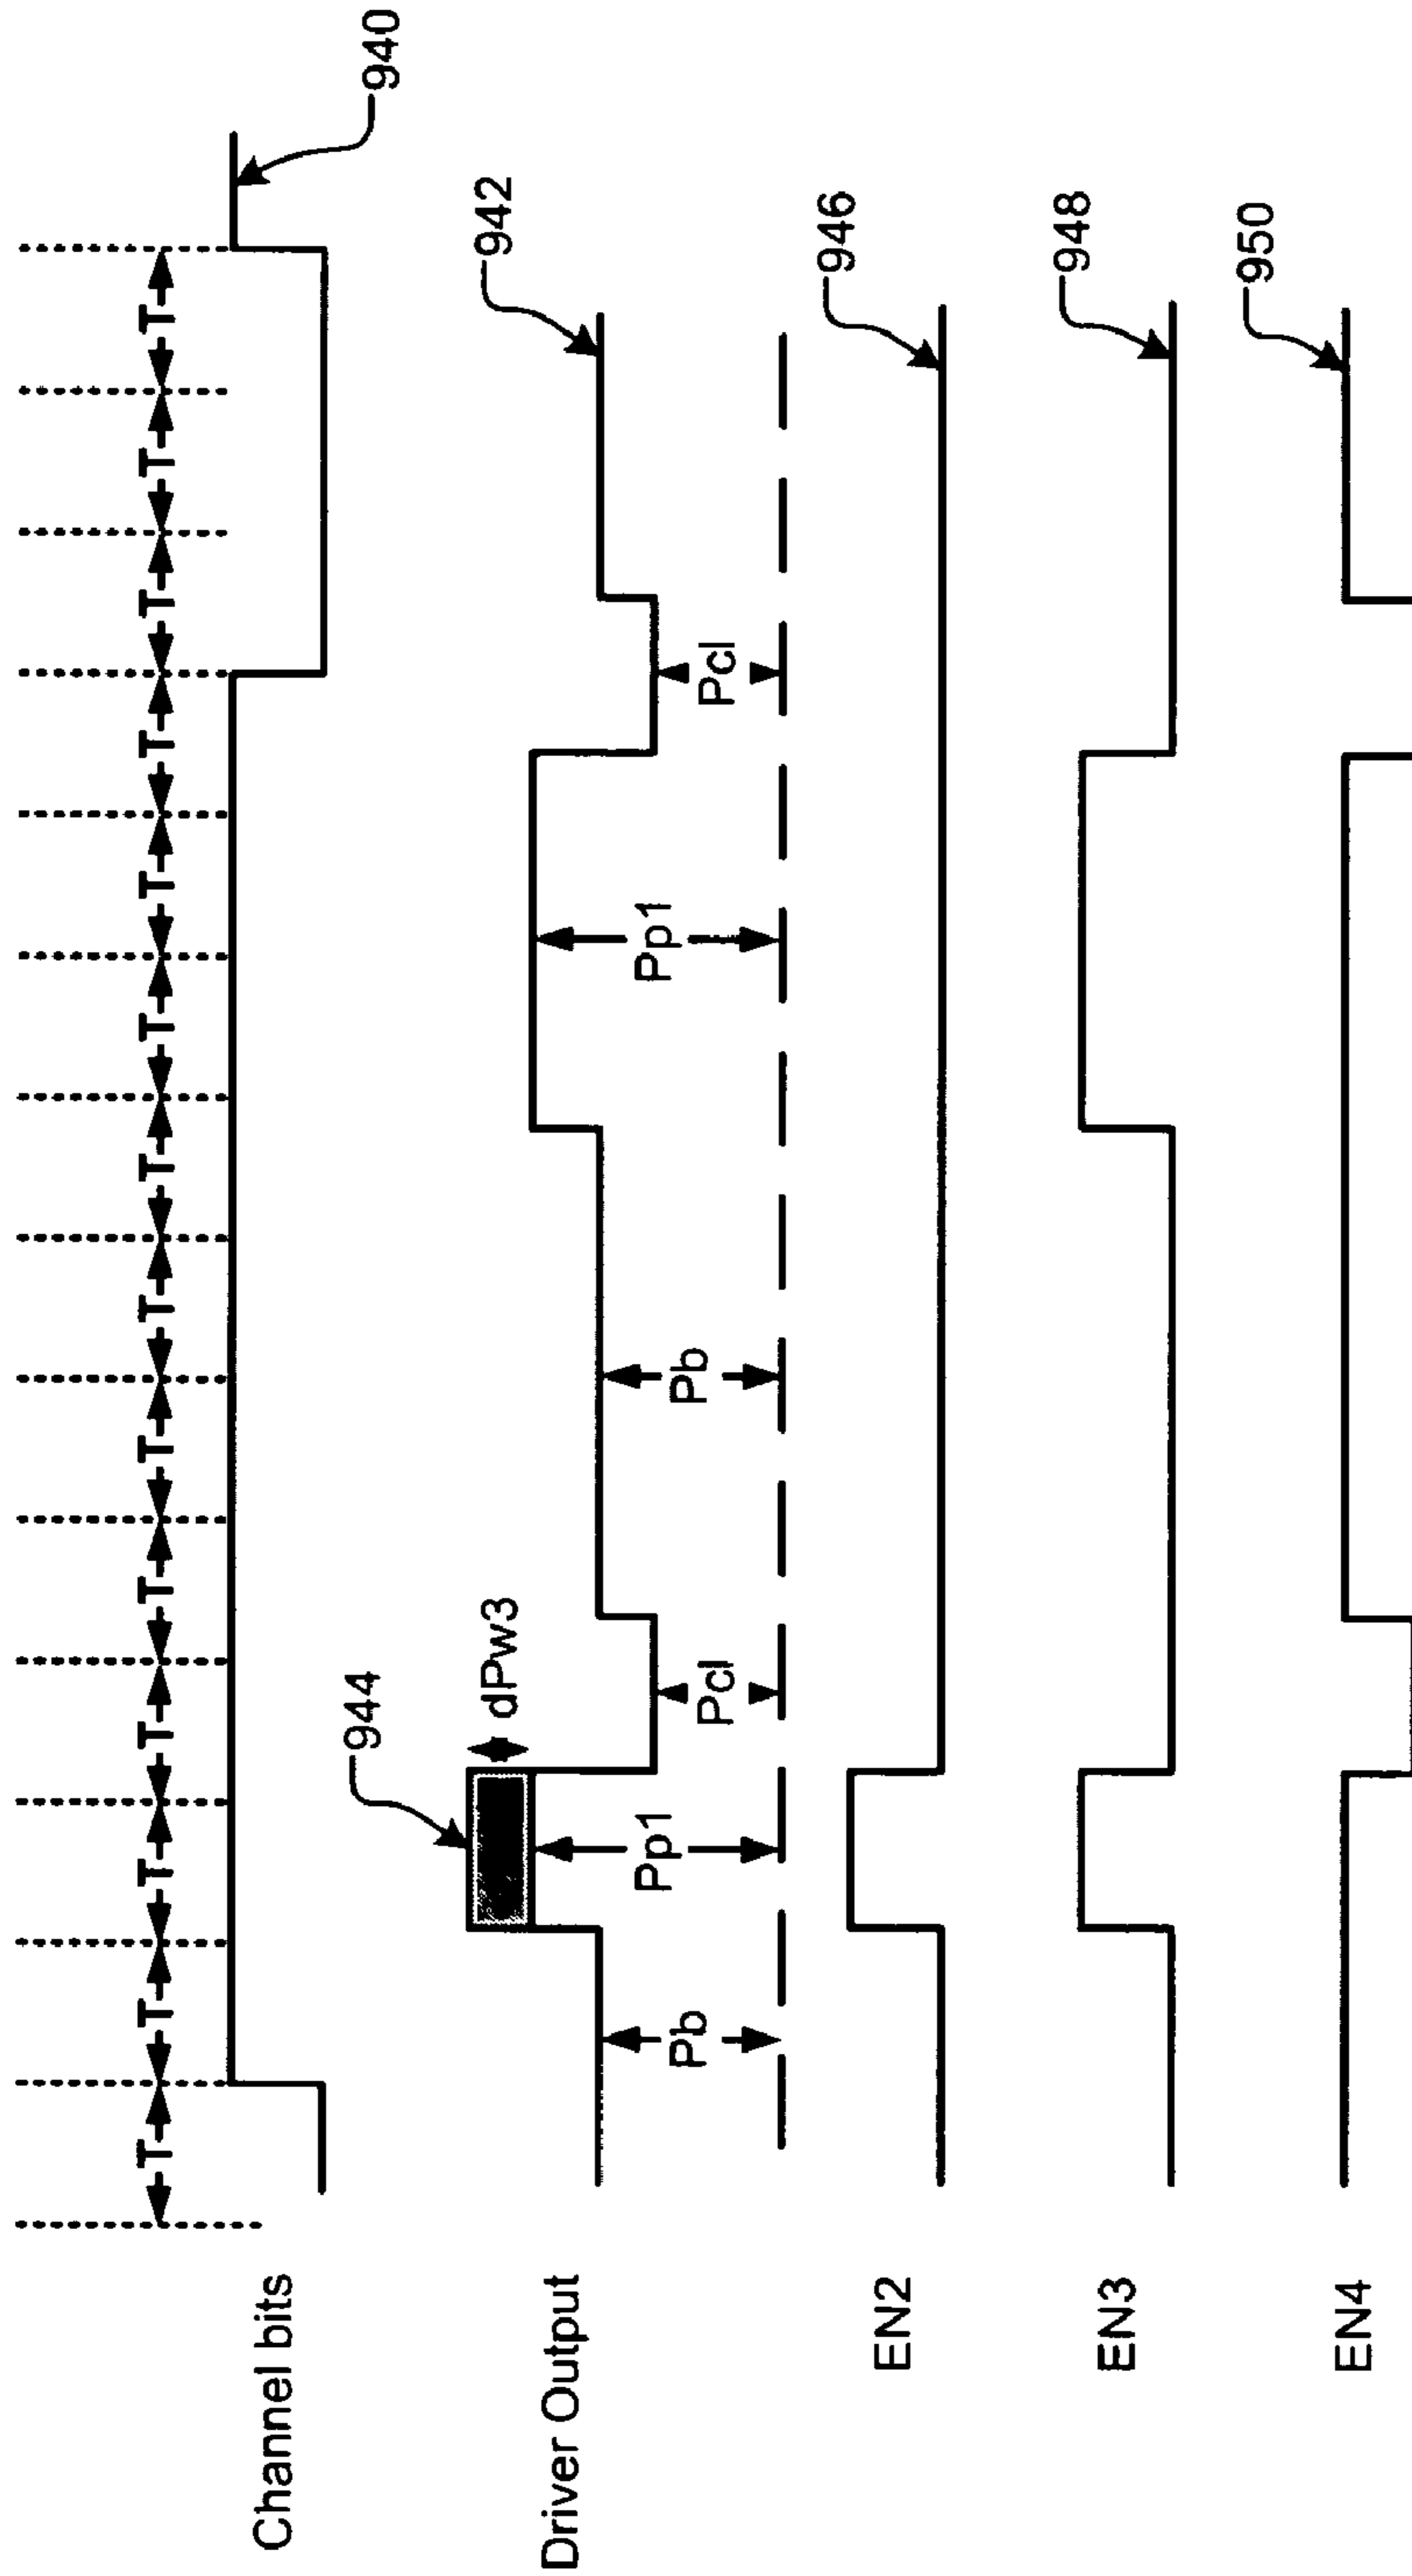 T T T T T T T T T T T T T T
Channel bits
940
944
dPw3
942
Driver Output
Pb Pp1 Pcl Pb Pp1 Pcl
946
EN2
948
EN3
950
EN4